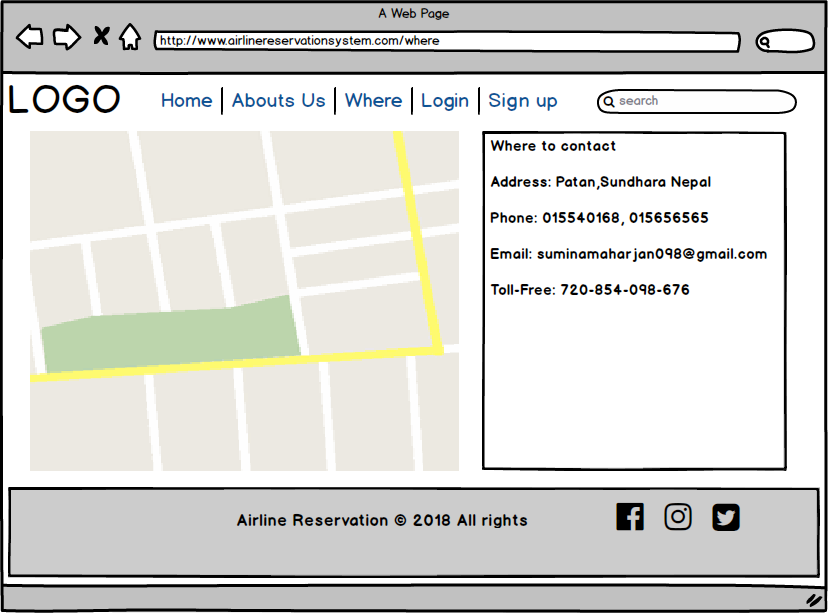 A Web Page
http://www.airlinereservationsystem.com/where
LOGO
Home | Abouts Us | Where | Login | Sign up
search
Where to contact
Address: Patan,Sundhara Nepal
Phone: 015540168, 015656565
Email: suminamaharjan098@gmail.com
Toll-Free: 720-854-098-676
Airline Reservation © 2018 All rights